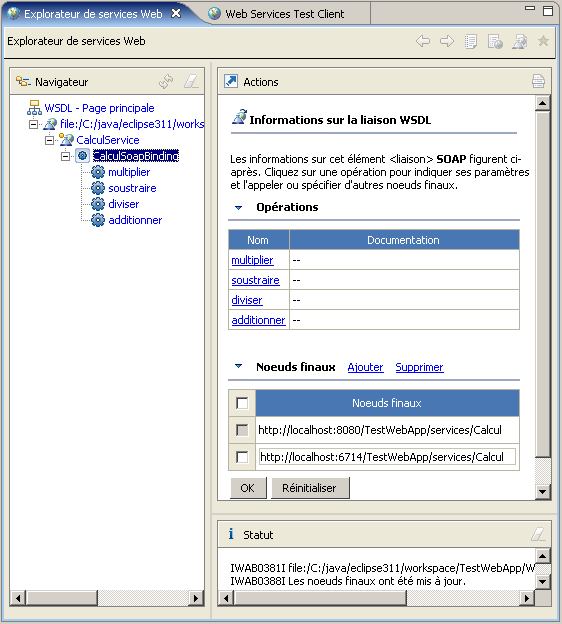 Explorateur de services Web
Web Services Test Client
Explorateur de services Web
Navigateur
WSDL - Page principale
file:/C:/java/eclipse311/works
CalculService
CalculSoapBinding
multiplier
soustraire
diviser
additionner
Actions
Informations sur la liaison WSDL
Les informations sur cet élément <liaison> SOAP figurent ci-
après. Cliquez sur une opération pour indiquer ses paramètres
et l'appeler ou spécifier d'autres noeuds finaux.
Opérations
Nom Documentation
multiplier --
soustraire --
diviser --
additionner --
Noeuds finaux Ajouter Supprimer
Noeuds finaux
http://localhost:8080/TestWebApp/services/Calcul
http://localhost:6714/TestWebApp/services/Calcul
OK Réinitialiser
Statut
IWAB0381I file:/C:/java/eclipse311/workspace/TestWebApp/W
IWAB0388I Les noeuds finaux ont été mis à jour.